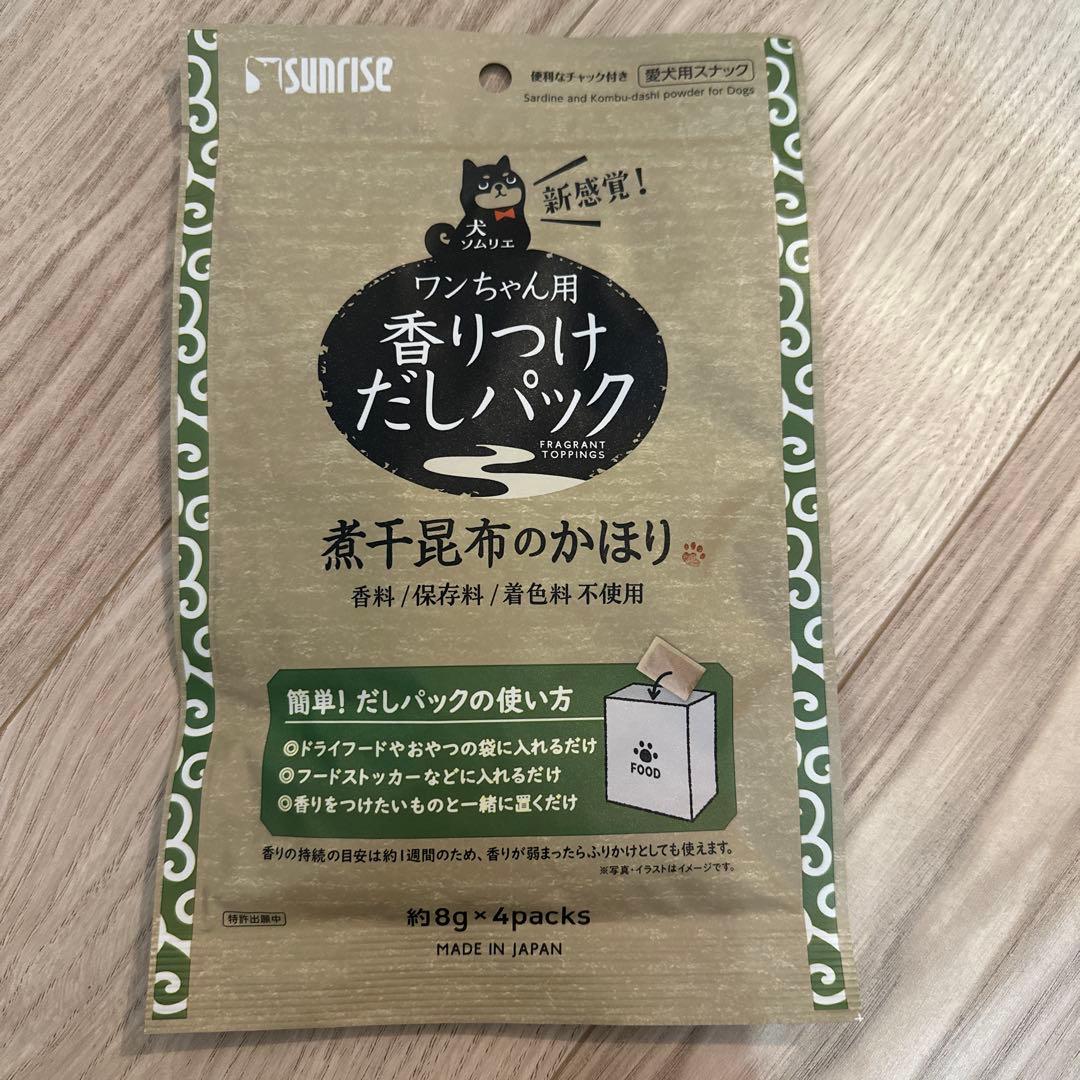 sunrise
便利なチャック付き 愛犬用スナック
Sardine and Kombu-dashi powder for Dogs
新感覚！
犬
ソムリエ
ワンちゃん用
香りつけ
だしパック
FRAGRANT
TOPPINGS
煮干昆布のかほり
香料/保存料/着色料 不使用
簡単！だしパックの使い方
◎ドライフードやおやつの袋に入れるだけ
◎フードストッカーなどに入れるだけ
◎香りをつけたいものと一緒に置くだけ
FOOD
香りの持続の目安は約1週間のため、香りが弱まったらふりかけとしても使えます。
※写真・イラストはイメージです。
特許出願中
約8g×4packs
MADE IN JAPAN